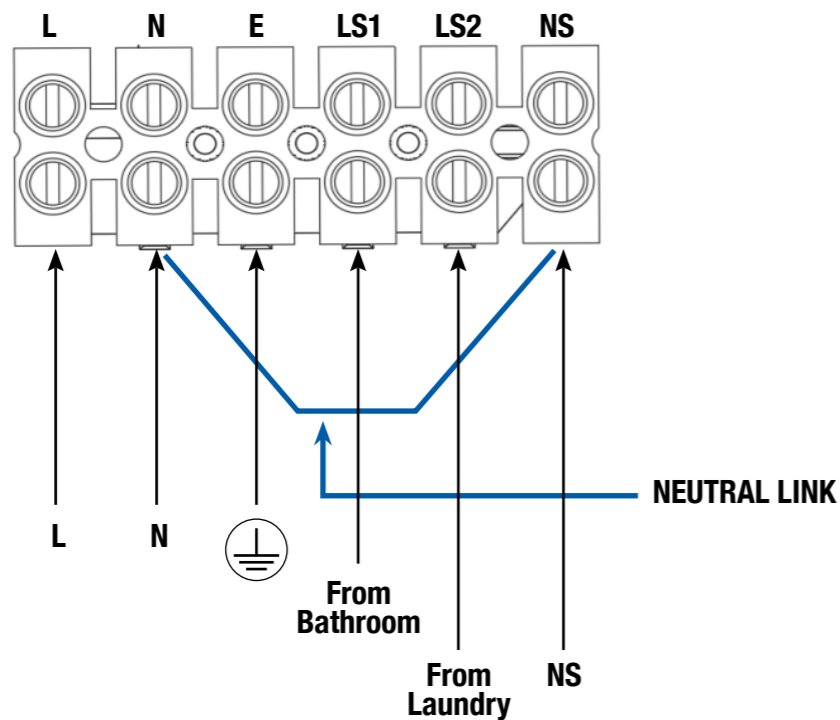 L N E LS1 LS2 NS
NEUTRAL LINK
L N
From
Bathroom
From
Laundry
NS